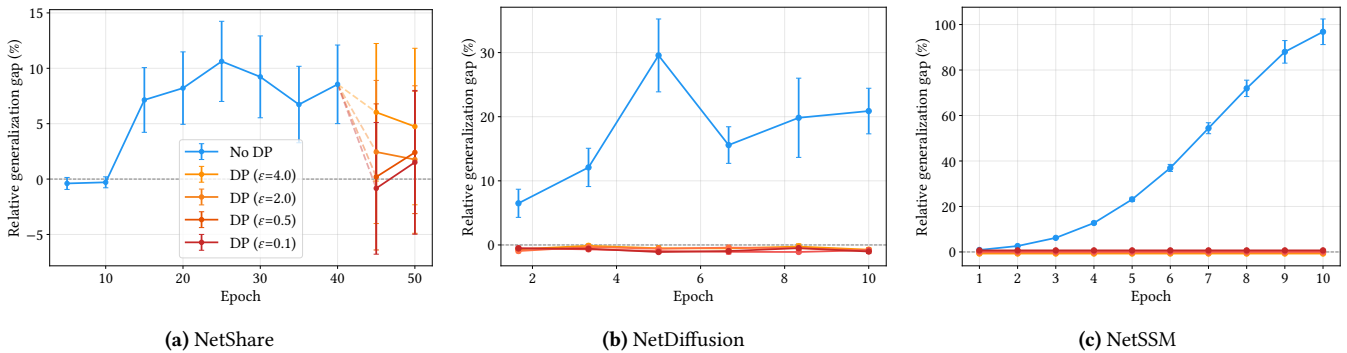 Relative generalization gap (%)
15
10
5
0
−5
No DP
DP (ε=4.0)
DP (ε=2.0)
DP (ε=0.5)
DP (ε=0.1)
10
20
30
40
50
Epoch
(a) NetShare
Relative generalization gap (%)
30
20
10
0
2
4
6
8
10
Epoch
(b) NetDiffusion
Relative generalization gap (%)
100
80
60
40
20
0
1
2
3
4
5
6
7
8
9
10
Epoch
(c) NetSSM